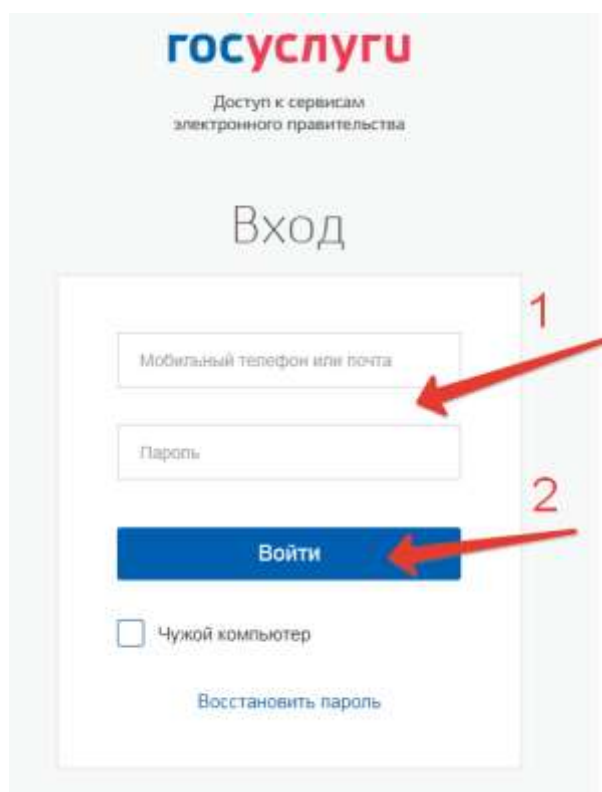 госуслуги
Доступ к сервисам
электронного правительства
Вход
1
Мобильный телефон или почта
Пароль
2
Войти
Чужой компьютер
Восстановить пароль